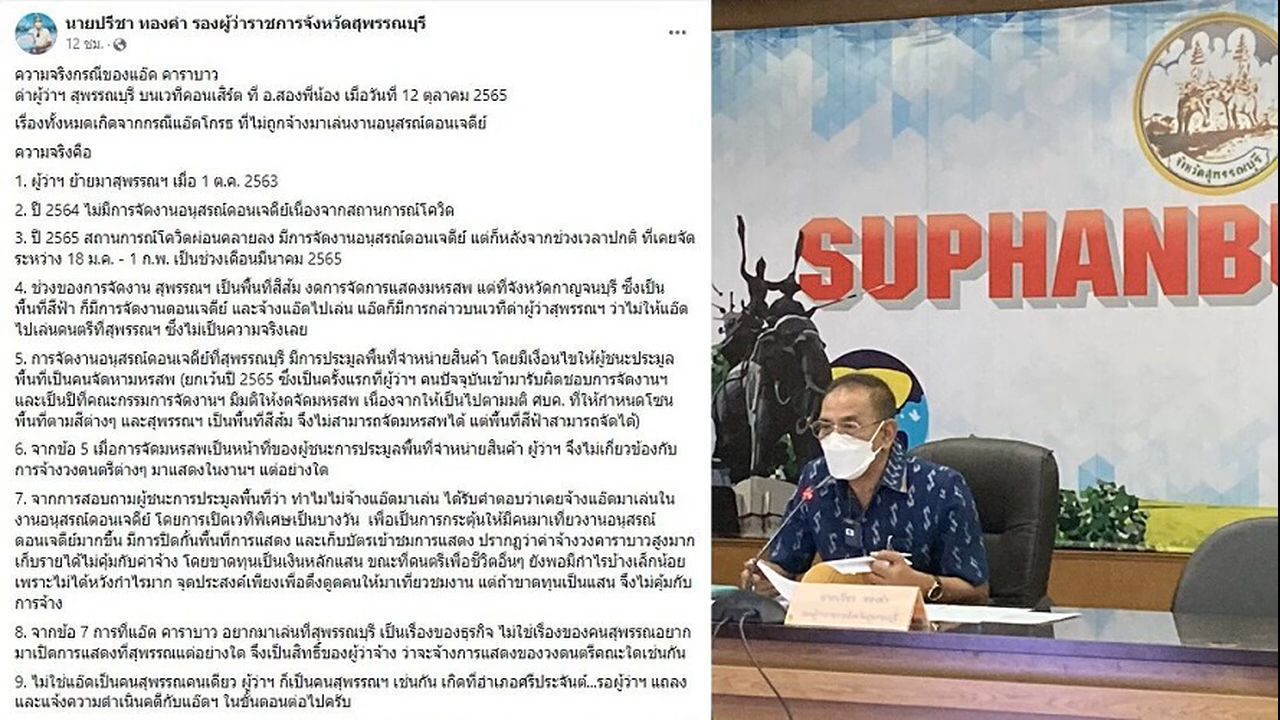 นายปรีชา ทองคำ รองผู้ว่าราชการจังหวัดสุพรรณบุรี
12 ชม.
ความจริงกรณีของแอ๊ด คาราบาว
ด่าผู้ว่าฯ สุพรรณบุรี บนเวทีคอนเสิร์ต ที่ อ.สองพี่น้อง เมื่อวันที่ 12 ตุลาคม 2565
เรื่องทั้งหมดเกิดจากกรณีแอ๊ดโกรธ ที่ไม่ถูกจ้างมาเล่นงานอนุสรณ์ดอนเจดีย์
ความจริงคือ
1. ผู้ว่าฯ ย้ายมาสุพรรณฯ เมื่อ 1 ต.ค. 2563
2. ปี 2564 ไม่มีการจัดงานอนุสรณ์ดอนเจดีย์เนื่องจากสถานการณ์โควิด
3. ปี 2565 สถานการณ์โควิดผ่อนคลายลง มีการจัดงานอนุสรณ์ดอนเจดีย์ แต่ก็หลังจากช่วงเวลาปกติ ที่เคยจัด
ระหว่าง 18 ม.ค. - 1 ก.พ. เป็นช่วงเดือนมีนาคม 2565
4. ช่วงของการจัดงาน สุพรรณฯ เป็นพื้นที่สีส้ม งดการจัดการแสดงมหรสพ แต่ที่จังหวัดกาญจนบุรี ซึ่งเป็น
พื้นที่สีฟ้า ก็มีการจัดงานดอนเจดีย์ และจ้างแอ๊ดไปเล่น แอ๊ดก็มีการกล่าวบนเวทีด่าผู้ว่าสุพรรณฯ ว่าไม่ให้แอ๊ด
ไปเล่นดนตรีที่สุพรรณฯ ซึ่งไม่เป็นความจริงเลย
5. การจัดงานอนุสรณ์ดอนเจดีย์ที่สุพรรณบุรี มีการประมูลพื้นที่จำหน่ายสินค้า โดยมีเงื่อนไขให้ผู้ชนะประมูล
พื้นที่เป็นคนจัดหามหรสพ (ยกเว้นปี 2565 ซึ่งเป็นครั้งแรกที่ผู้ว่าฯ คนปัจจุบันเข้ามารับผิดชอบการจัดงานฯ
และเป็นปีที่คณะกรรมการจัดงานฯ มีมติให้งดจัดมหรสพ เนื่องจากให้เป็นไปตามมติ ศบค. ที่ให้กำหนดโซน
พื้นที่ตามสีต่างๆ และสุพรรณฯ เป็นพื้นที่สีส้ม จึงไม่สามารถจัดมหรสพได้ แต่พื้นที่สีฟ้าสามารถจัดได้)
6. จากข้อ 5 เมื่อการจัดมหรสพเป็นหน้าที่ของผู้ชนะการประมูลพื้นที่จำหน่ายสินค้า ผู้ว่าฯ จึงไม่เกี่ยวข้องกับ
การจ้างวงดนตรีต่างๆ มาแสดงในงานฯ แต่อย่างใด
7. จากการสอบถามผู้ชนะการประมูลพื้นที่ว่า ทำไมไม่จ้างแอ๊ดมาเล่น ได้รับคำตอบว่าเคยจ้างแอ๊ดมาเล่นใน
งานอนุสรณ์ดอนเจดีย์ โดยการเปิดเวทีพิเศษเป็นบางวัน เพื่อเป็นการกระตุ้นให้มีคนมาเที่ยวงานอนุสรณ์
ดอนเจดีย์มากขึ้น มีการปิดกั้นพื้นที่การแสดง และเก็บบัตรเข้าชมการแสดง ปรากฏว่าค่าจ้างวงคาราบาวสูงมาก
เก็บรายได้ไม่คุ้มกับค่าจ้าง โดยขาดทุนเป็นเงินหลักแสน ขณะที่ดนตรีเพื่อชีวิตอื่นๆ ยังพอมีกำไรบ้างเล็กน้อย
เพราะไม่ได้หวังกำไรมาก จุดประสงค์เพียงเพื่อดึงดูดคนให้มาเที่ยวชมงาน แต่ถ้าขาดทุนเป็นแสน จึงไม่คุ้มกับ
การจ้าง
8. จากข้อ 7 การที่แอ๊ด คาราบาว อยากมาเล่นที่สุพรรณบุรี เป็นเรื่องของธุรกิจ ไม่ใช่เรื่องของคนสุพรรณอยาก
มาเปิดการแสดงที่สุพรรณแต่อย่างใด จึงเป็นสิทธิ์ของผู้ว่าจ้าง ว่าจะจ้างการแสดงของวงดนตรีคณะใดเช่นกัน
9. ไม่ใช่แอ๊ดเป็นคนสุพรรณคนเดียว ผู้ว่าฯ ก็เป็นคนสุพรรณฯ เช่นกัน เกิดที่อำเภอศรีประจันต์...รอผู้ว่าฯ แถลง
และแจ้งความดำเนินคดีกับแอ๊ดฯ ในขั้นตอนต่อไปครับ
จังหวัดสุพรรณบุรี
SUPHANB